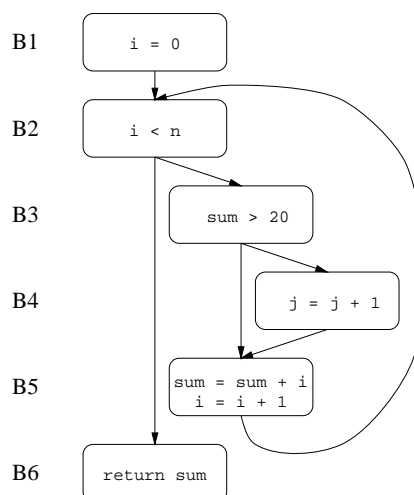 B1
i = 0
B2
i < n
B3
sum > 20
B4
j = j + 1
B5
sum = sum + i
i = i + 1
B6
return sum